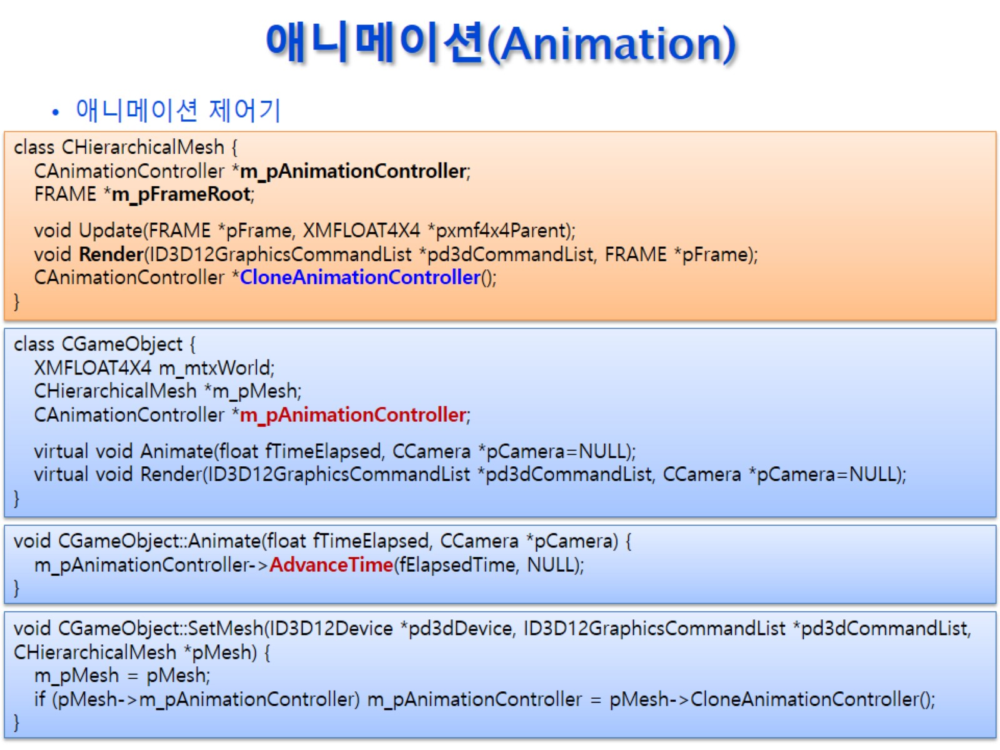 애니메이션(Animation)
• 애니메이션 제어기
class CHierarchicalMesh {
CAnimationController *m_pAnimationController;
FRAME *m_pFrameRoot;
void Update(FRAME *pFrame, XMFLOAT4X4 *pxmf4x4Parent);
void Render(ID3D12GraphicsCommandList *pd3dCommandList, FRAME *pFrame);
CAnimationController *CloneAnimationController();
}
class CGameObject {
XMFLOAT4X4 m_mtxWorld;
CHierarchicalMesh *m_pMesh;
CAnimationController *m_pAnimationController;
virtual void Animate(float fTimeElapsed, CCamera *pCamera=NULL);
virtual void Render(ID3D12GraphicsCommandList *pd3dCommandList, CCamera *pCamera=NULL);
}
void CGameObject::Animate(float fTimeElapsed, CCamera *pCamera) {
m_pAnimationController->AdvanceTime(fElapsedTime, NULL);
}
void CGameObject::SetMesh(ID3D12Device *pd3dDevice, ID3D12GraphicsCommandList *pd3dCommandList,
CHierarchicalMesh *pMesh) {
m_pMesh = pMesh;
if (pMesh->m_pAnimationController) m_pAnimationController = pMesh->CloneAnimationController();
}